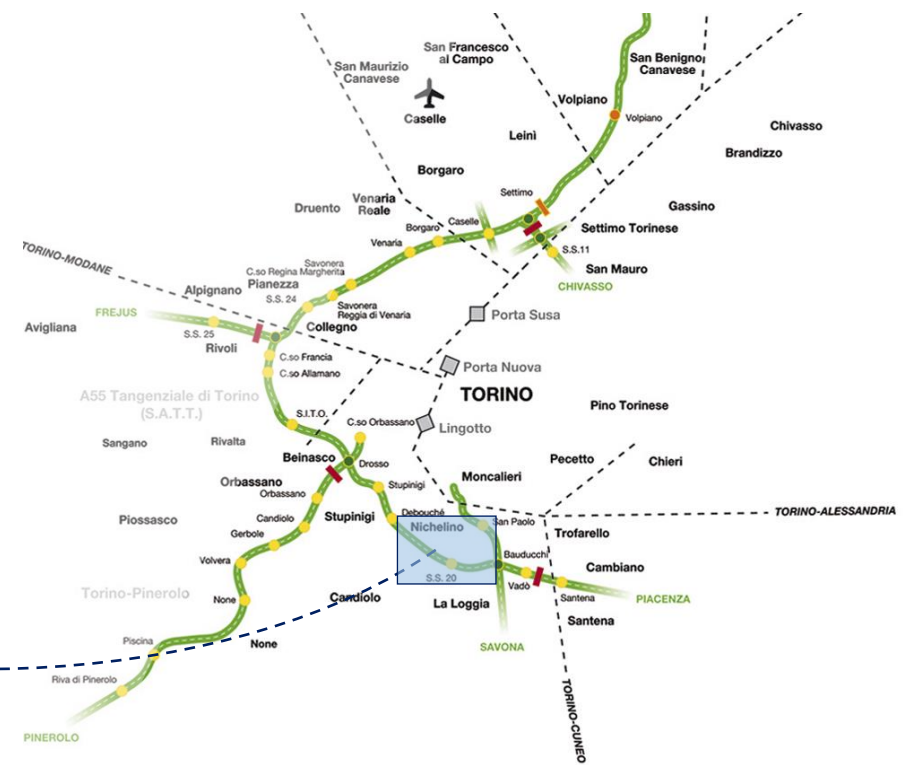 San Francesco
al Campo
San Benigno
Canavese
San Maurizio
Canavese
Volpiano
Volpiano
Caselle
Chivasso
Leinì
Brandizzo
Borgaro
Settimo
Venaria
Reale
Druento
Gassino
Caselle
Borgaro
Settimo Torinese
Venaria
S.S.11
TORINO-MODANE
Savonera
C.so Regina Margherita
San Mauro
Pianezza
CHIVASSO
Alpignano
S.S. 24
Savonera
Reggia di Venaria
FREJUS
Porta Susa
Avigliana
S.S. 25
Collegno
Rivoli
C.so Francia
Porta Nuova
C.so Allamano
A55 Tangenziale di Torino
(S.A.T.T.)
TORINO
Pino Torinese
S.I.T.O.
C.so Orbassano
Lingotto
Sangano
Rivalta
Beinasco
Drosso
Pecetto
Chieri
Moncalieri
Orbassano
Stupinigi
Orbassano
Debouché
TORINO-ALESSANDRIA
Piossasco
Candiolo
Stupinigi
Nichelino
San Paolo
Gerbole
Trofarello
Bauducchi
Volvera
Cambiano
S.S. 20
Vadò
Torino-Pinerolo
None
Candiolo
La Loggia
Santena
PIACENZA
Santena
Piscina
None
SAVONA
Riva di Pinerolo
TORINO-CUNEO
PINEROLO